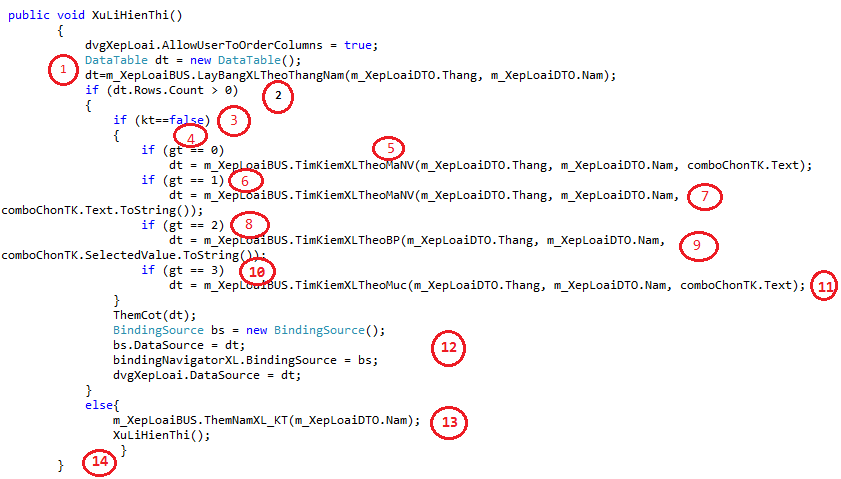 public void XuLiHienThi()
{
dvgXepLoai.AllowUserToOrderColumns = true;
DataTable dt = new DataTable();
1
dt=m_XepLoaiBUS.LayBangXLTheoThangNam(m_XepLoaiDTO.Thang, m_XepLoaiDTO.Nam);
if (dt.Rows.Count > 0) 2
{
if (kt==false) 3
{ 4
if (gt == 0) 5
dt = m_XepLoaiBUS.TimKiemXLTheoMaNV(m_XepLoaiDTO.Thang, m_XepLoaiDTO.Nam, comboChonTK.Text);
if (gt == 1) 6
dt = m_XepLoaiBUS.TimKiemXLTheoMaNV(m_XepLoaiDTO.Thang, m_XepLoaiDTO.Nam, 7
comboChonTK.Text.ToString());
if (gt == 2) 8
dt = m_XepLoaiBUS.TimKiemXLTheoBP(m_XepLoaiDTO.Thang, m_XepLoaiDTO.Nam, 9
comboChonTK.SelectedValue.ToString());
if (gt == 3) 10
dt = m_XepLoaiBUS.TimKiemXLTheoMuc(m_XepLoaiDTO.Thang, m_XepLoaiDTO.Nam, comboChonTK.Text); 11
}
ThemCot(dt);
BindingSource bs = new BindingSource();
bs.DataSource = dt; 12
bindingNavigatorXL.BindingSource = bs;
dvgXepLoai.DataSource = dt;
}
else{
m_XepLoaiBUS.ThemNamXL_KT(m_XepLoaiDTO.Nam); 13
XuLiHienThi();
}
} 14